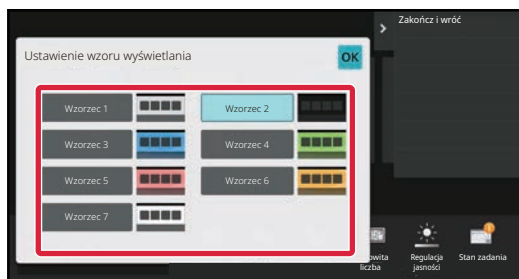 Zakończ i wróć
Ustawienie wzoru wyświetlania
OK
Wzorzec 1
Wzorzec 2
Wzorzec 3
Wzorzec 4
Wzorzec 5
Wzorzec 6
Wzorzec 7
liczba
Regulacja
jasności
Stan zadania